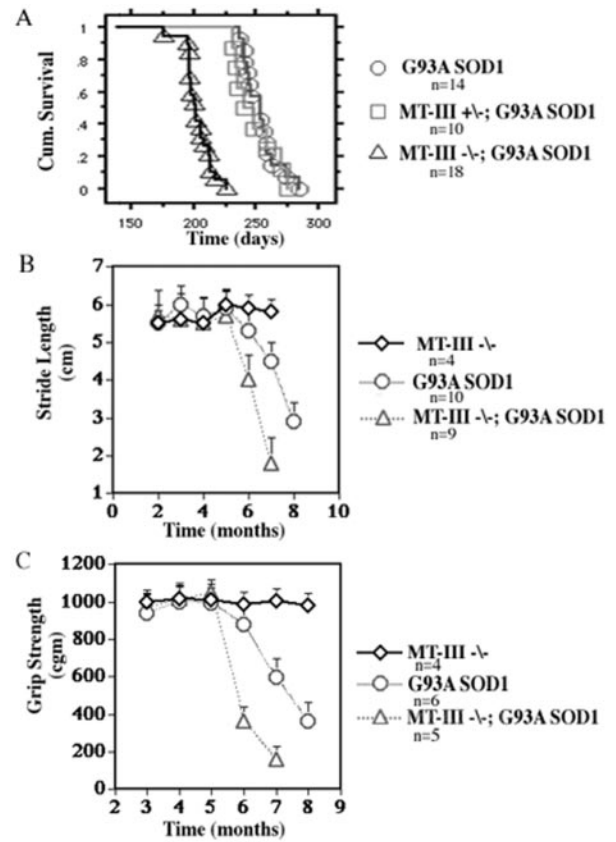 A
Cum. Survival
1
.8
.6
.4
.2
0
150 200 250 300
Time (days)
G93A SOD1
n=14
MT-III +\-; G93A SOD1
n=10
MT-III -\-; G93A SOD1
n=18
B
Stride Length
(cm)
7
6
5
4
3
2
1
0 2 4 6 8 10
Time (months)
MT-III -\-
n=4
G93A SOD1
n=10
MT-III -\-; G93A SOD1
n=9
C
Grip Strength
(cgm)
1200
1000
800
600
400
200
0
2 3 4 5 6 7 8 9
Time (months)
MT-III -\-
n=4
G93A SOD1
n=6
MT-III -\-; G93A SOD1
n=5